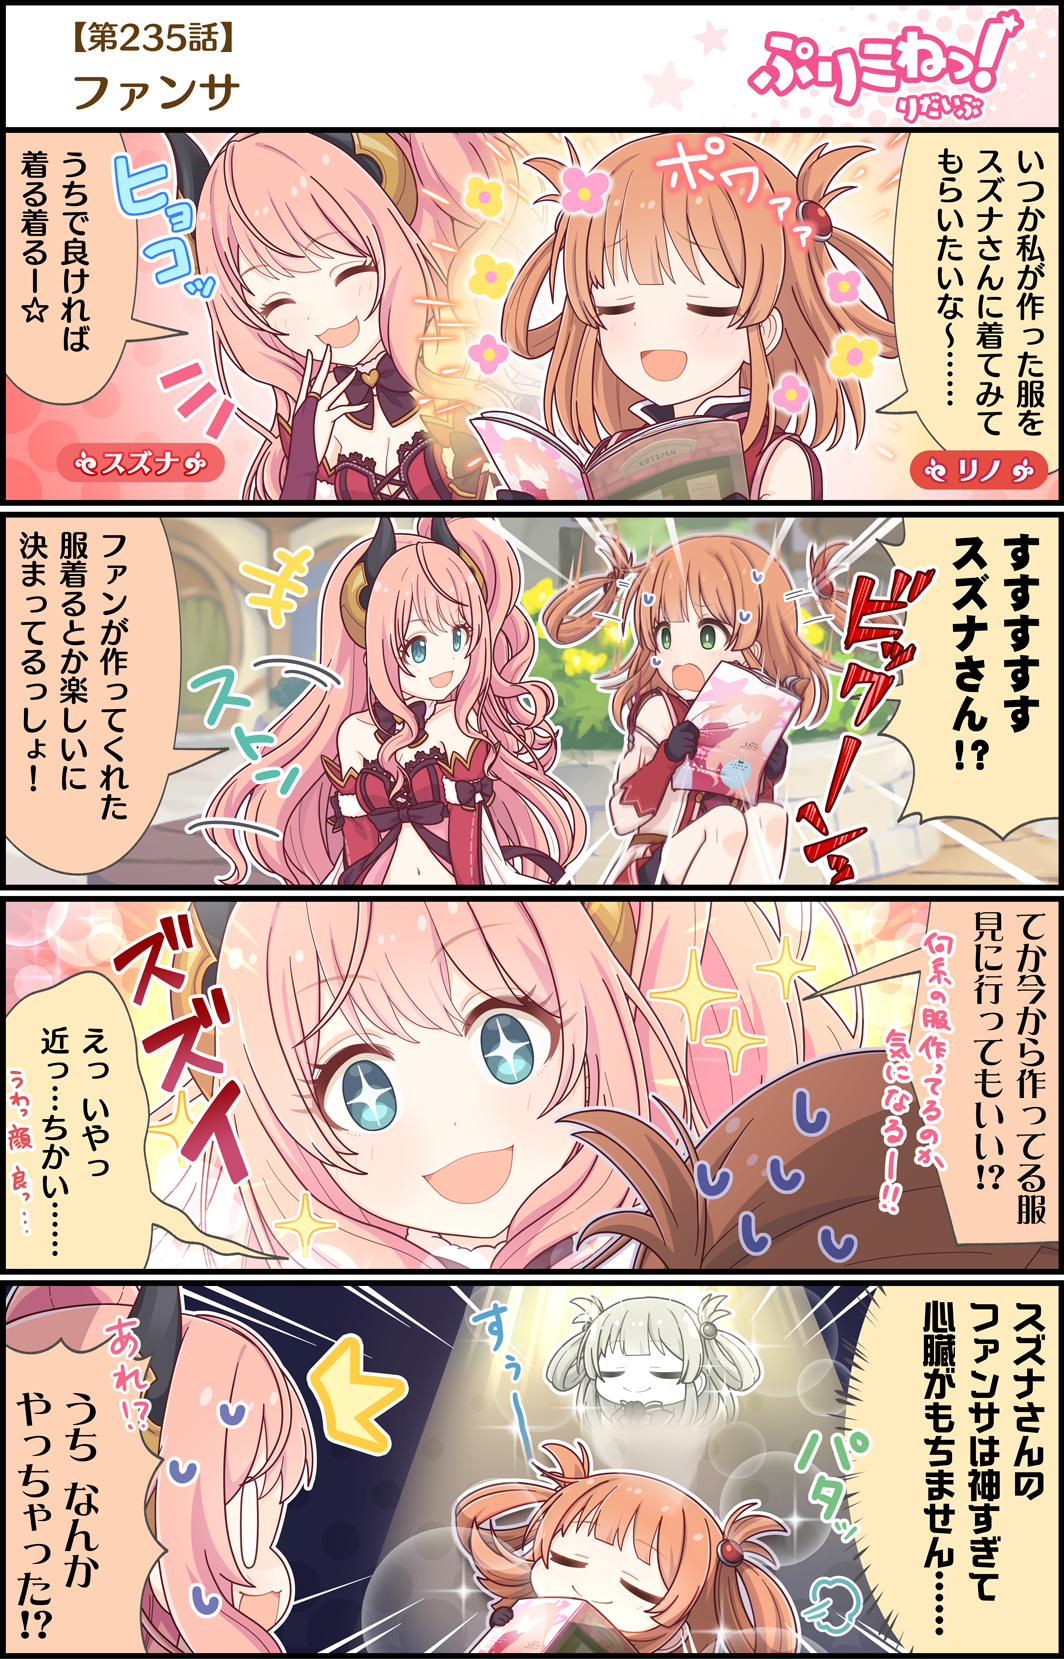 【第235話】
ファンサ
ぷりこねっ!
りだいぶ
いつか私が作った服を
スズナさんに着てみて
もらいたいな～……
ポワァァ
リノ
ヒョコッ
うちで良ければ
着る着るー☆
スズナ
すすすすす
スズナさん!?
ビックーンッ
ストン
ファンが作ってくれた
服着るとか楽しいに
決まってるっしょ!
てか今から作ってる服
見に行ってもいい!?
何系の服作ってるのか
気になるー!!
ズズズイ
えっ いやっ
近っ…ちかい……
うわっ顔 良っ…
スズナさんの
ファンサは神すぎて
心臓がもちません……
パタッ
すぅー
あれ!?
うち なんか
やっちゃった!?